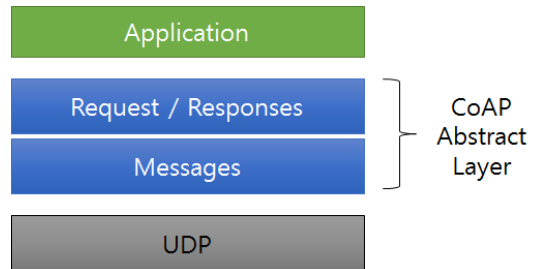 Application
Request / Responses
Messages
CoAP
Abstract
Layer
UDP